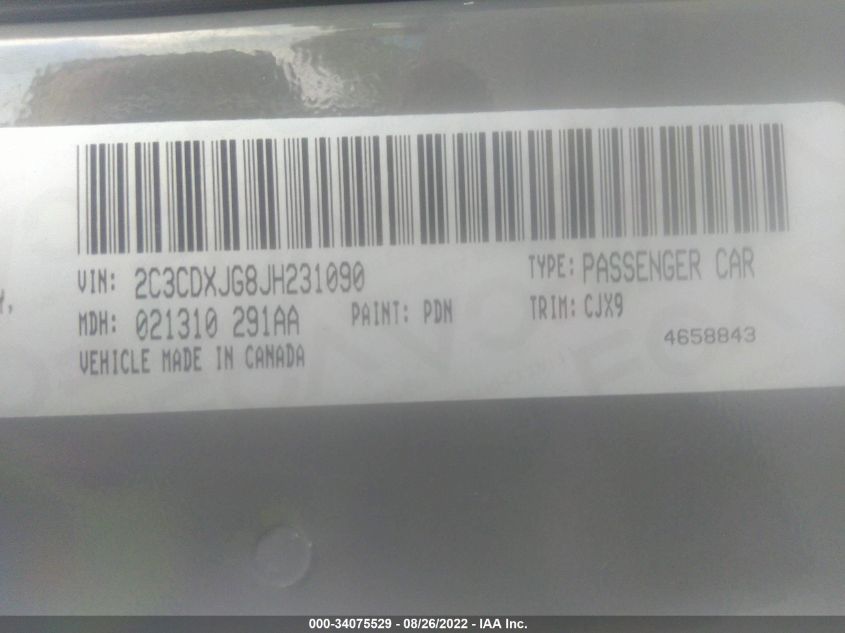 VIN: 2C3CDXJG8JH231090 TYPE: PASSENGER CAR
Y, MDH: 021310 291AA PAINT: PDN TRIM: CJX9
VEHICLE MADE IN CANADA 4658843
000-34075529 - 08/26/2022 - IAA Inc.